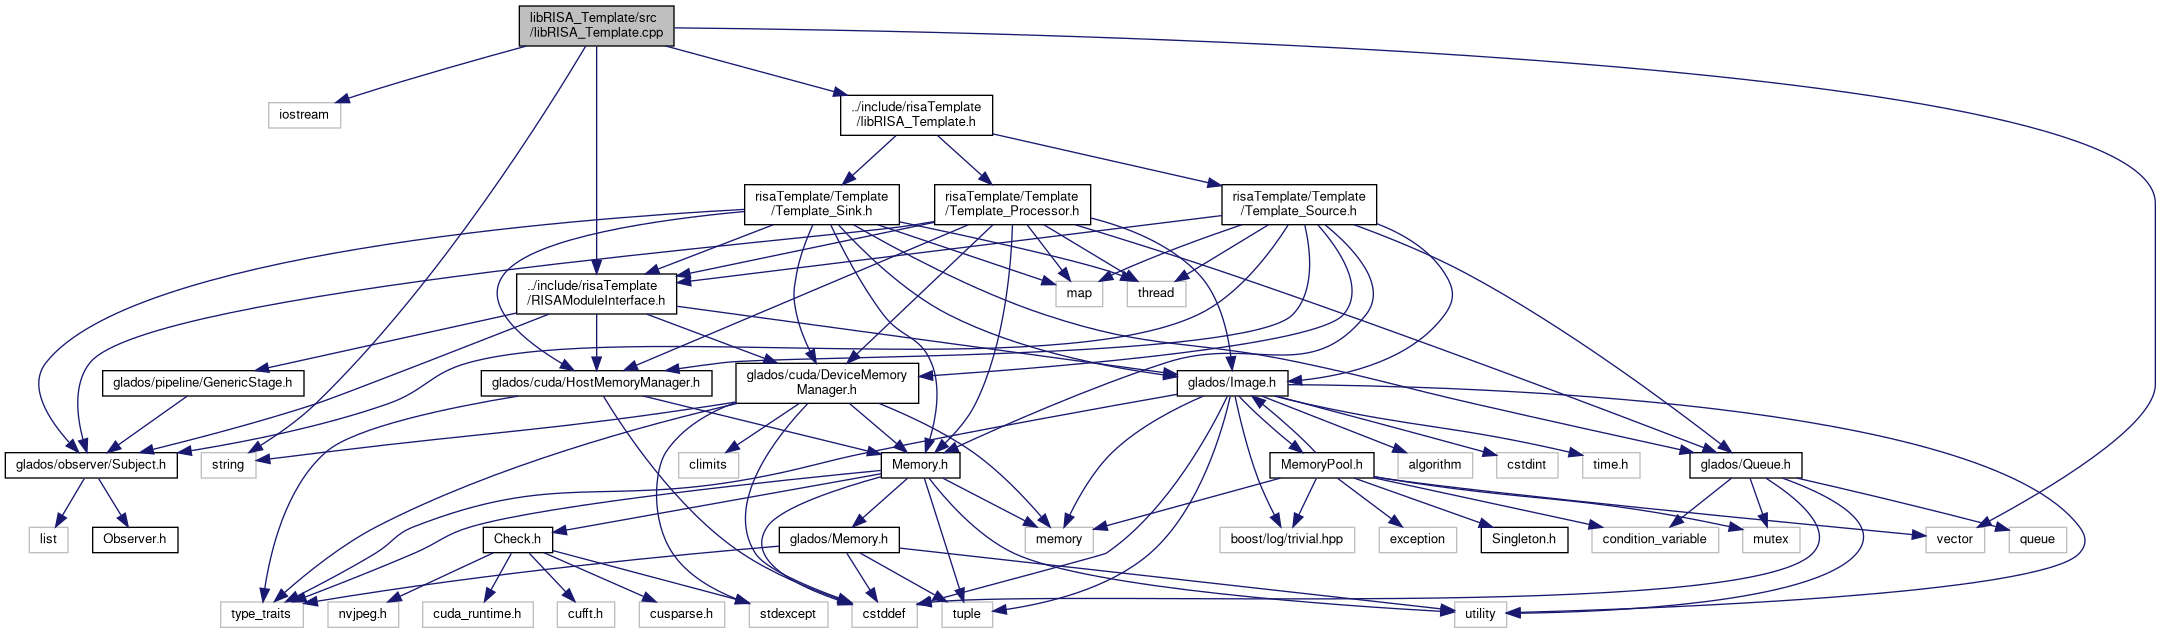 libRISA_Template/src
/libRISA_Template.cpp
iostream
../include/risaTemplate
/libRISA_Template.h
risaTemplate/Template
/Template_Sink.h
risaTemplate/Template
/Template_Processor.h
risaTemplate/Template
/Template_Source.h
../include/risaTemplate
/RISAModuleInterface.h
map
thread
glados/pipeline/GenericStage.h
glados/cuda/HostMemoryManager.h
glados/cuda/DeviceMemory
Manager.h
glados/Image.h
glados/observer/Subject.h
string
climits
Memory.h
MemoryPool.h
algorithm
cstdint
time.h
glados/Queue.h
list
Observer.h
Check.h
glados/Memory.h
memory
boost/log/trivial.hpp
exception
Singleton.h
condition_variable
mutex
vector
queue
type_traits
nvjpeg.h
cuda_runtime.h
cufft.h
cusparse.h
stdexcept
cstddef
tuple
utility